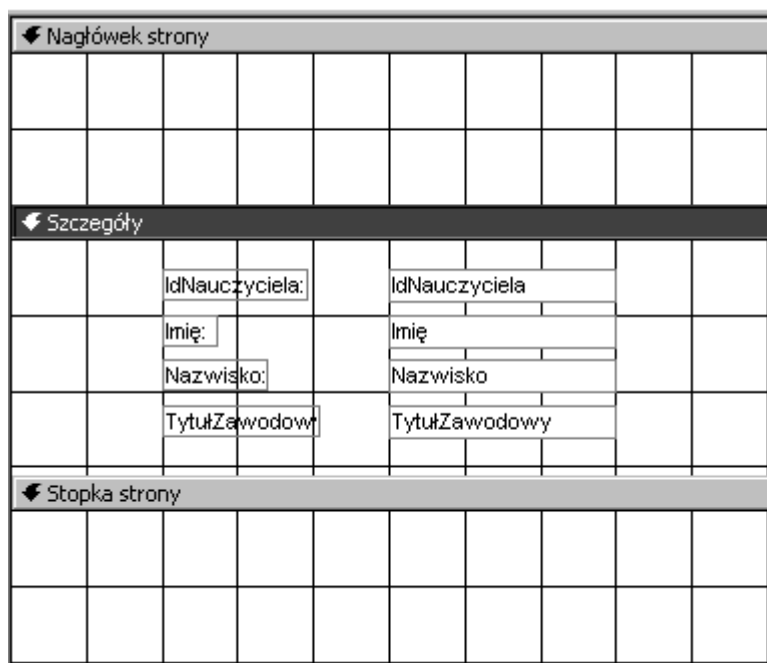 Nagłówek strony
Szczegóły
IdNauczyciela: IdNauczyciela
Imię: Imię
Nazwisko: Nazwisko
TytułZawodow TytułZawodowy
Stopka strony